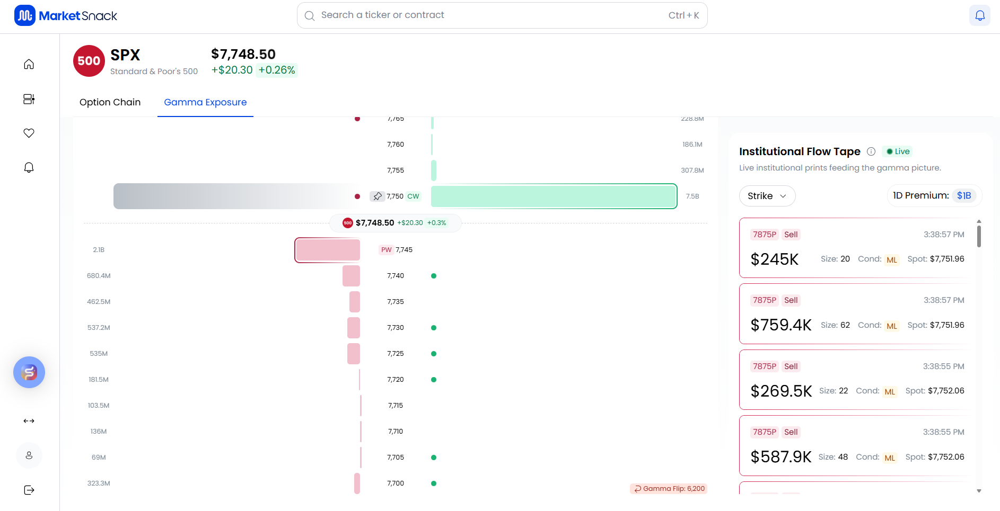 MarketSnack
Search a ticker or contract
Ctrl + K
500
SPX
Standard & Poor's 500
$7,748.50
+$20.30 +0.26%
Option Chain
Gamma Exposure
7,765 228.8M
7,760 186.1M
7,755 307.8M
7,750 CW 7.5B
500 $7,748.50 +$20.30 +0.3%
2.1B PW 7,745
680.4M 7,740
462.5M 7,735
537.2M 7,730
535M 7,725
181.5M 7,720
103.5M 7,715
136M 7,710
69M 7,705
323.3M 7,700
Gamma Flip: 6,200
Institutional Flow Tape Live
Live institutional prints feeding the gamma picture.
Strike
1D Premium: $1B
7875P Sell 3:38:57 PM
$245K Size: 20 Cond: ML Spot: $7,751.96
7875P Sell 3:38:57 PM
$759.4K Size: 62 Cond: ML Spot: $7,751.96
7875P Sell 3:38:55 PM
$269.5K Size: 22 Cond: ML Spot: $7,752.06
7875P Sell 3:38:55 PM
$587.9K Size: 48 Cond: ML Spot: $7,752.06